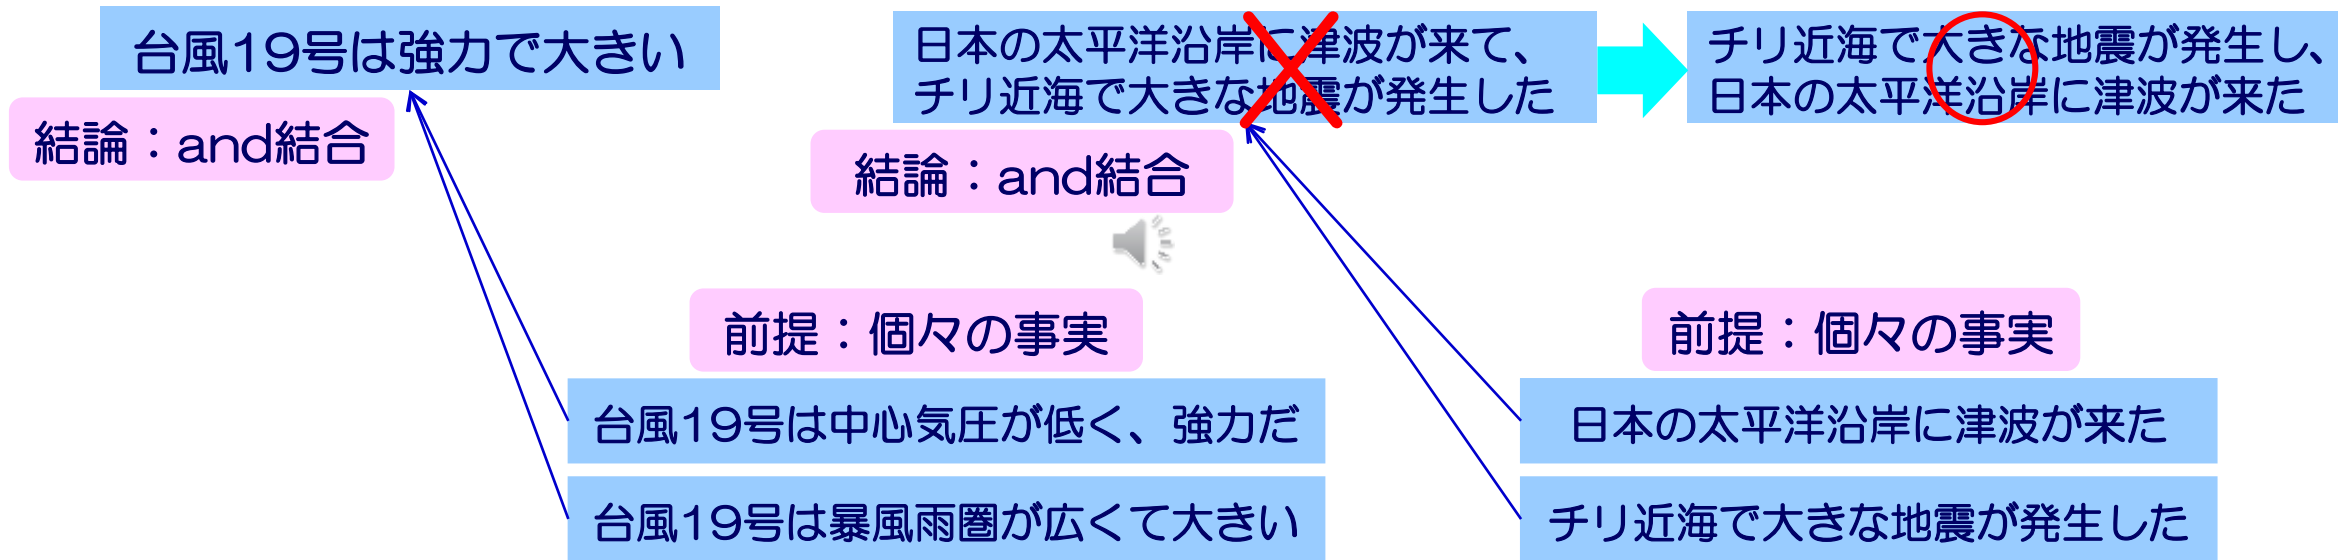 台風19号は強力で大きい
結論：and結合
前提：個々の事実
台風19号は中心気圧が低く、強力だ
台風19号は暴風雨圏が広くて大きい
日本の太平洋沿岸に津波が来て、
チリ近海で大きな地震が発生した
チリ近海で大きな地震が発生し、
日本の太平洋沿岸に津波が来た
結論：and結合
前提：個々の事実
日本の太平洋沿岸に津波が来た
チリ近海で大きな地震が発生した